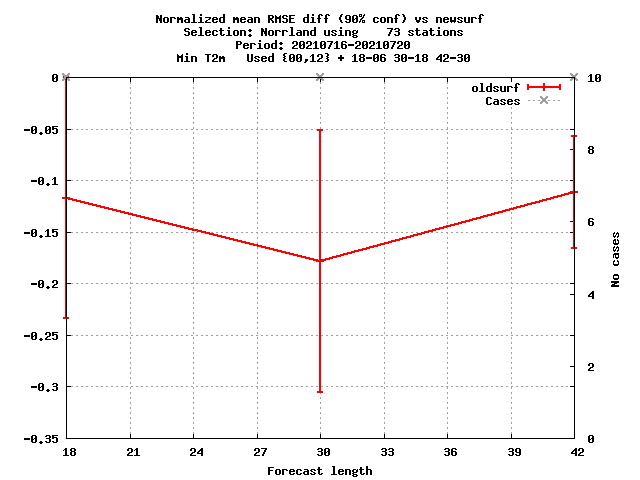 Normalized mean RMSE diff (90% conf) vs newsurf
Selection: Norrland using    73 stations
Period: 20210716-20210720
Min T2m   Used {00,12} + 18-06 30-18 42-30
oldsurf
Cases
0
-0.05
-0.1
-0.15
-0.2
-0.25
-0.3
-0.35
10
8
6
4
2
0
No cases
18 21 24 27 30 33 36 39 42
Forecast length